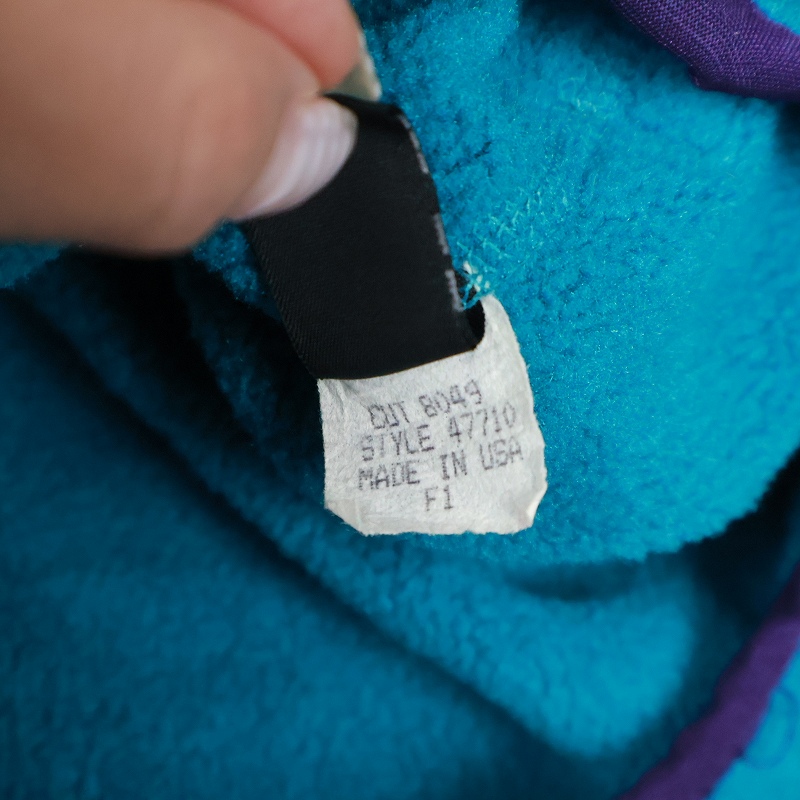 CUT 8049
STYLE 47710
MADE IN USA
F1